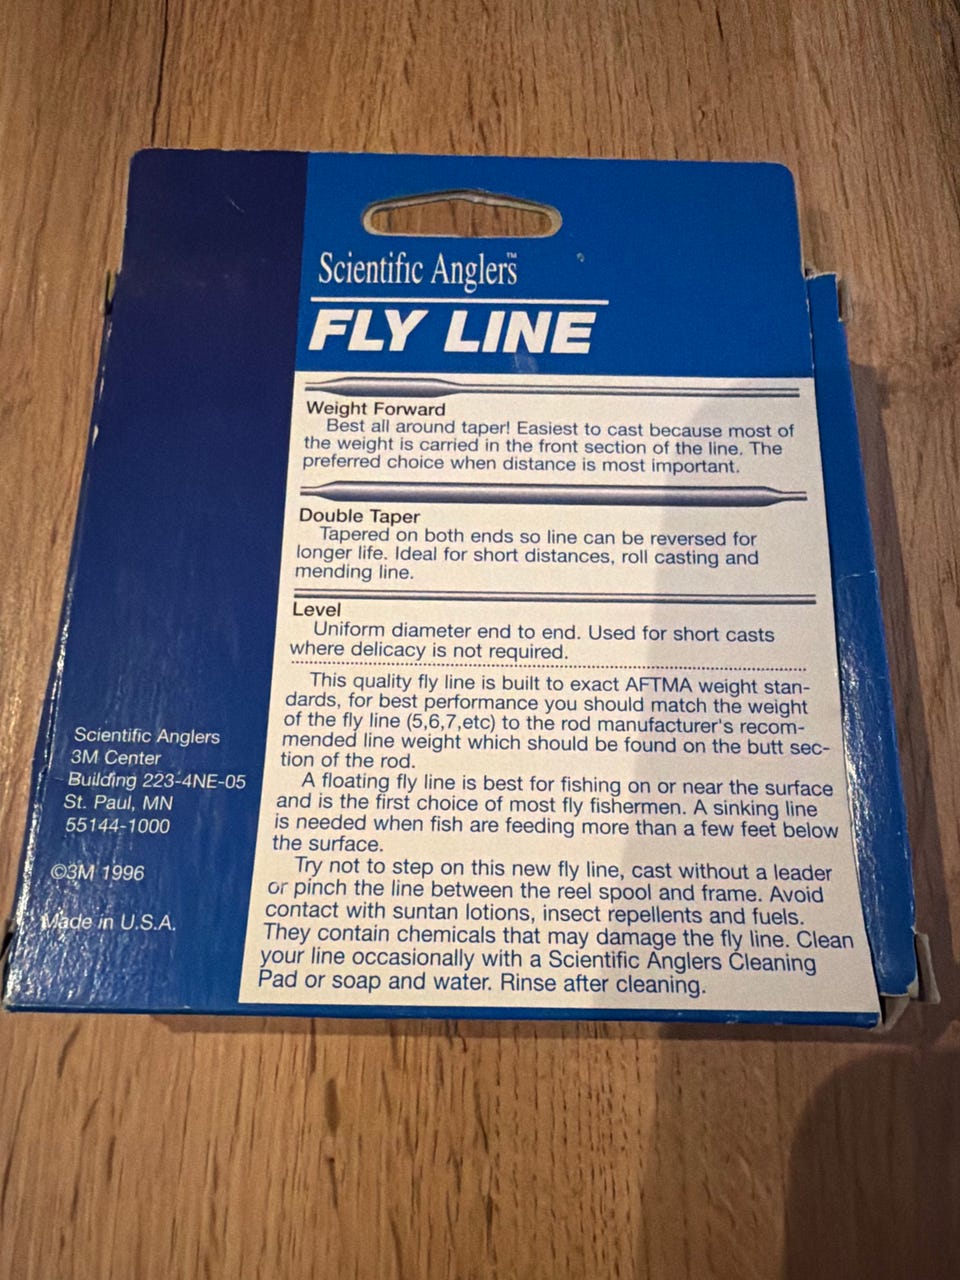 Scientific Anglers™
FLY LINE
Weight Forward
Best all around taper! Easiest to cast because most of
the weight is carried in the front section of the line. The
preferred choice when distance is most important.
Double Taper
Tapered on both ends so line can be reversed for
longer life. Ideal for short distances, roll casting and
mending line.
Level
Uniform diameter end to end. Used for short casts
where delicacy is not required.
This quality fly line is built to exact AFTMA weight stan-
dards, for best performance you should match the weight
of the fly line (5,6,7,etc) to the rod manufacturer's recom-
mended line weight which should be found on the butt sec-
tion of the rod.
A floating fly line is best for fishing on or near the surface
and is the first choice of most fly fishermen. A sinking line
is needed when fish are feeding more than a few feet below
the surface.
Try not to step on this new fly line, cast without a leader
or pinch the line between the reel spool and frame. Avoid
contact with suntan lotions, insect repellents and fuels.
They contain chemicals that may damage the fly line. Clean
your line occasionally with a Scientific Anglers Cleaning
Pad or soap and water. Rinse after cleaning.
Scientific Anglers
3M Center
Building 223-4NE-05
St. Paul, MN
55144-1000
©3M 1996
Made in U.S.A.